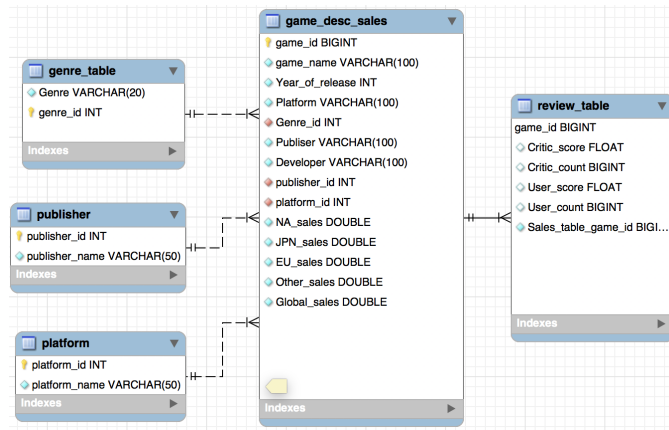 genre_table
Genre VARCHAR(20)
genre_id INT
Indexes
publisher
publisher_id INT
publisher_name VARCHAR(50)
Indexes
platform
platform_id INT
platform_name VARCHAR(50)
Indexes
game_desc_sales
game_id BIGINT
game_name VARCHAR(100)
Year_of_release INT
Platform VARCHAR(100)
Genre_id INT
Publiser VARCHAR(100)
Developer VARCHAR(100)
publisher_id INT
platform_id INT
NA_sales DOUBLE
JPN_sales DOUBLE
EU_sales DOUBLE
Other_sales DOUBLE
Global_sales DOUBLE
Indexes
review_table
game_id BIGINT
Critic_score FLOAT
Critic_count BIGINT
User_score FLOAT
User_count BIGINT
Sales_table_game_id BIGI...
Indexes